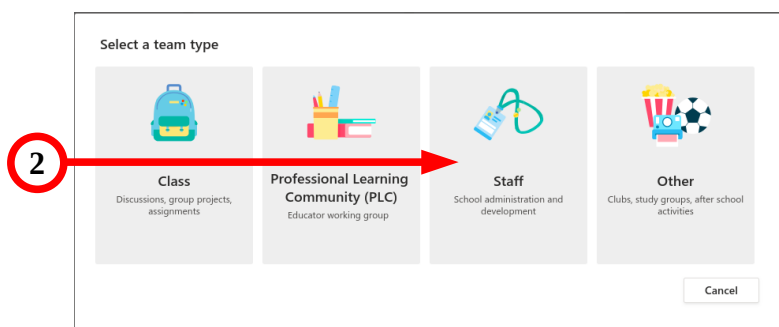 Select a team type
2
Class
Discussions, group projects,
assignments
Professional Learning
Community (PLC)
Educator working group
Staff
School administration and
development
Other
Clubs, study groups, after school
activities
Cancel